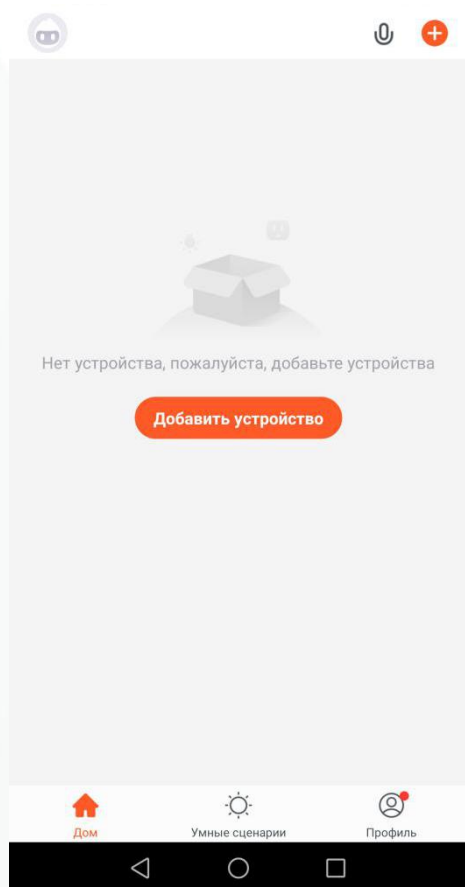 Нет устройства, пожалуйста, добавьте устройства
Добавить устройство
Дом
Умные сценарии
Профиль